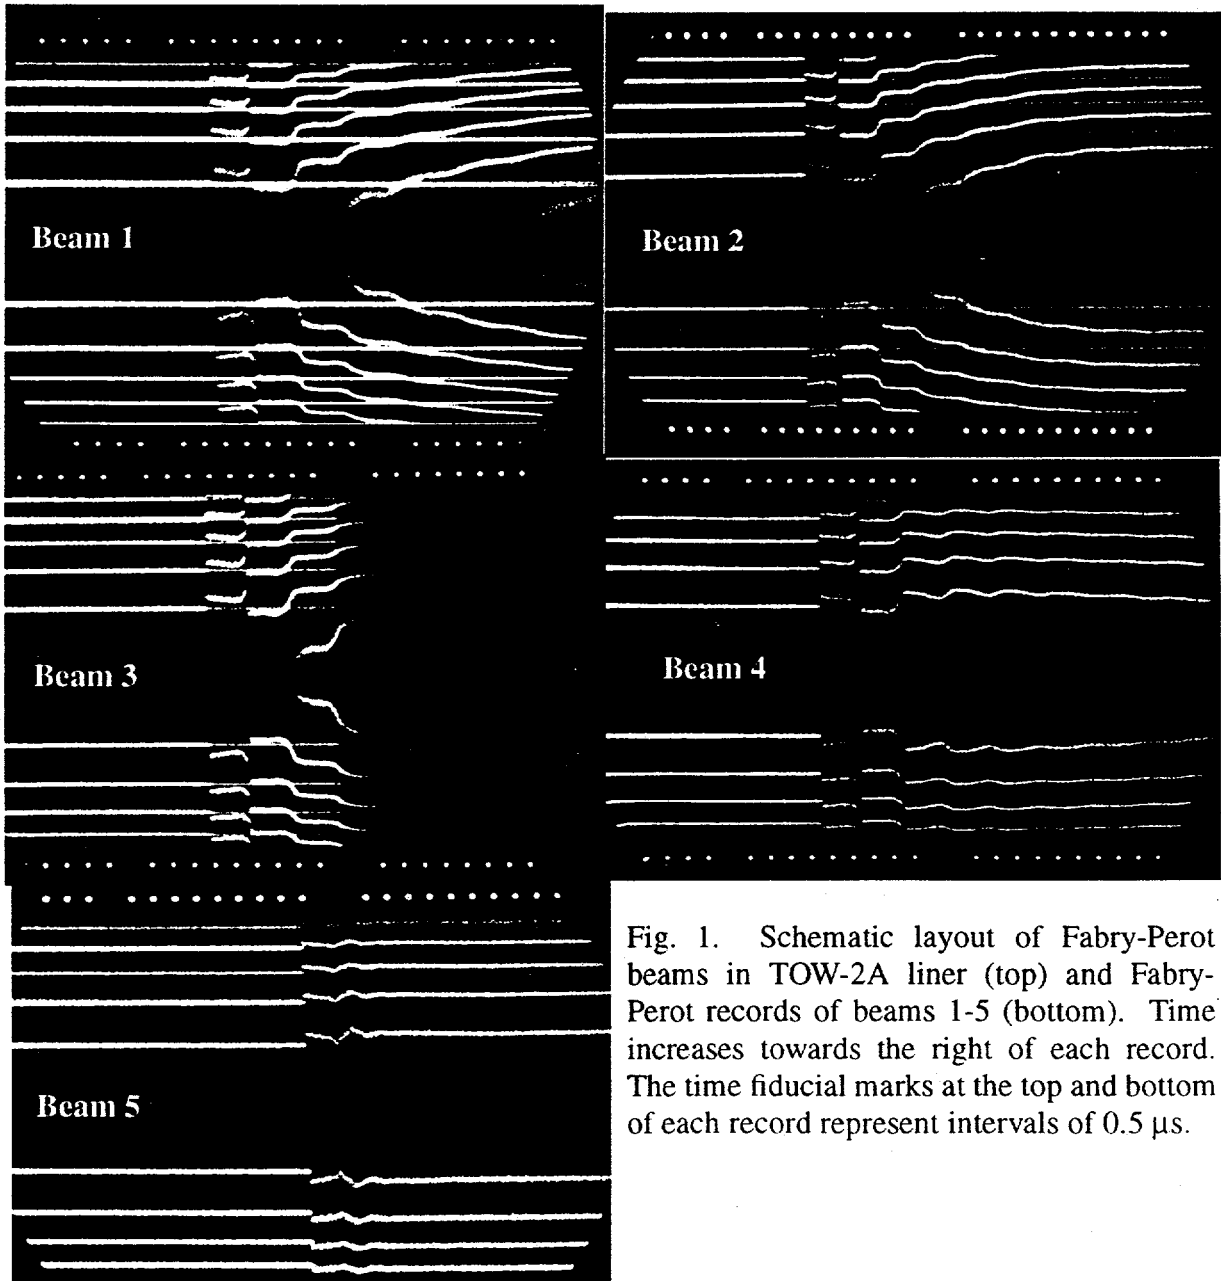 Beam 1
Beam 2
Beam 3
Beam 4
Beam 5
Fig. 1. Schematic layout of Fabry-Perot
beams in TOW-2A liner (top) and Fabry-
Perot records of beams 1-5 (bottom). Time
increases towards the right of each record.
The time fiducial marks at the top and bottom
of each record represent intervals of 0.5 μs.